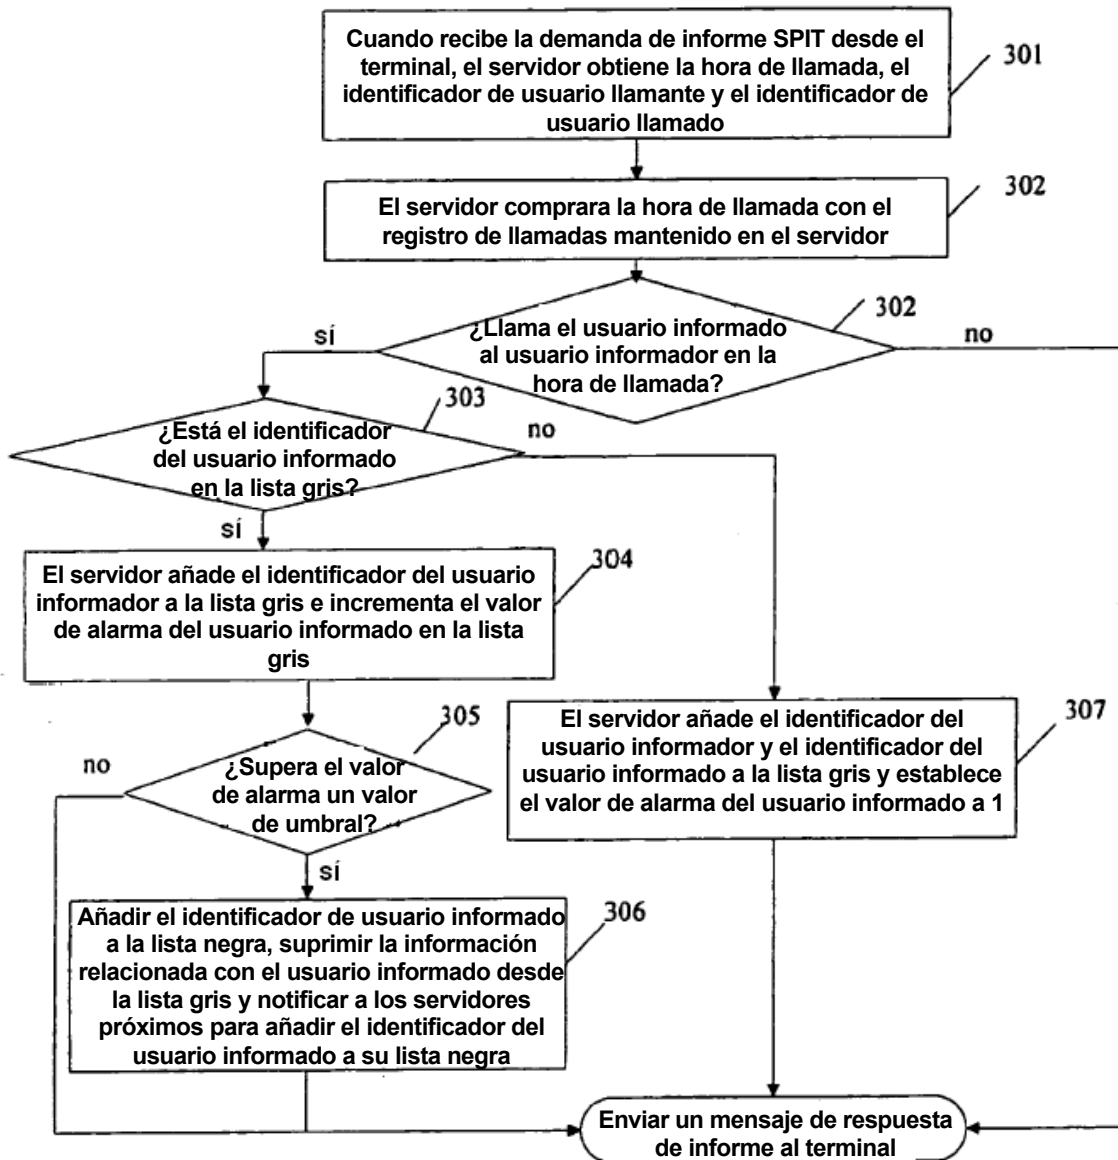 Cuando recibe la demanda de informe SPIT desde el
terminal, el servidor obtiene la hora de llamada, el
identificador de usuario llamante y el identificador de
usuario llamado
301
El servidor comprara la hora de llamada con el
registro de llamadas mantenido en el servidor
302
¿Llama el usuario informado
al usuario informador en la
hora de llamada?
302
sí
no
¿Está el identificador
del usuario informado
en la lista gris?
303
no
sí
El servidor añade el identificador del usuario
informador a la lista gris e incrementa el valor
de alarma del usuario informado en la lista
gris
304
¿Supera el valor
de alarma un valor
de umbral?
305
no
sí
El servidor añade el identificador del
usuario informador y el identificador del
usuario informado a la lista gris y establece
el valor de alarma del usuario informado a 1
307
Añadir el identificador de usuario informado
a la lista negra, suprimir la información
relacionada con el usuario informado desde
la lista gris y notificar a los servidores
próximos para añadir el identificador del
usuario informado a su lista negra
306
Enviar un mensaje de respuesta
de informe al terminal